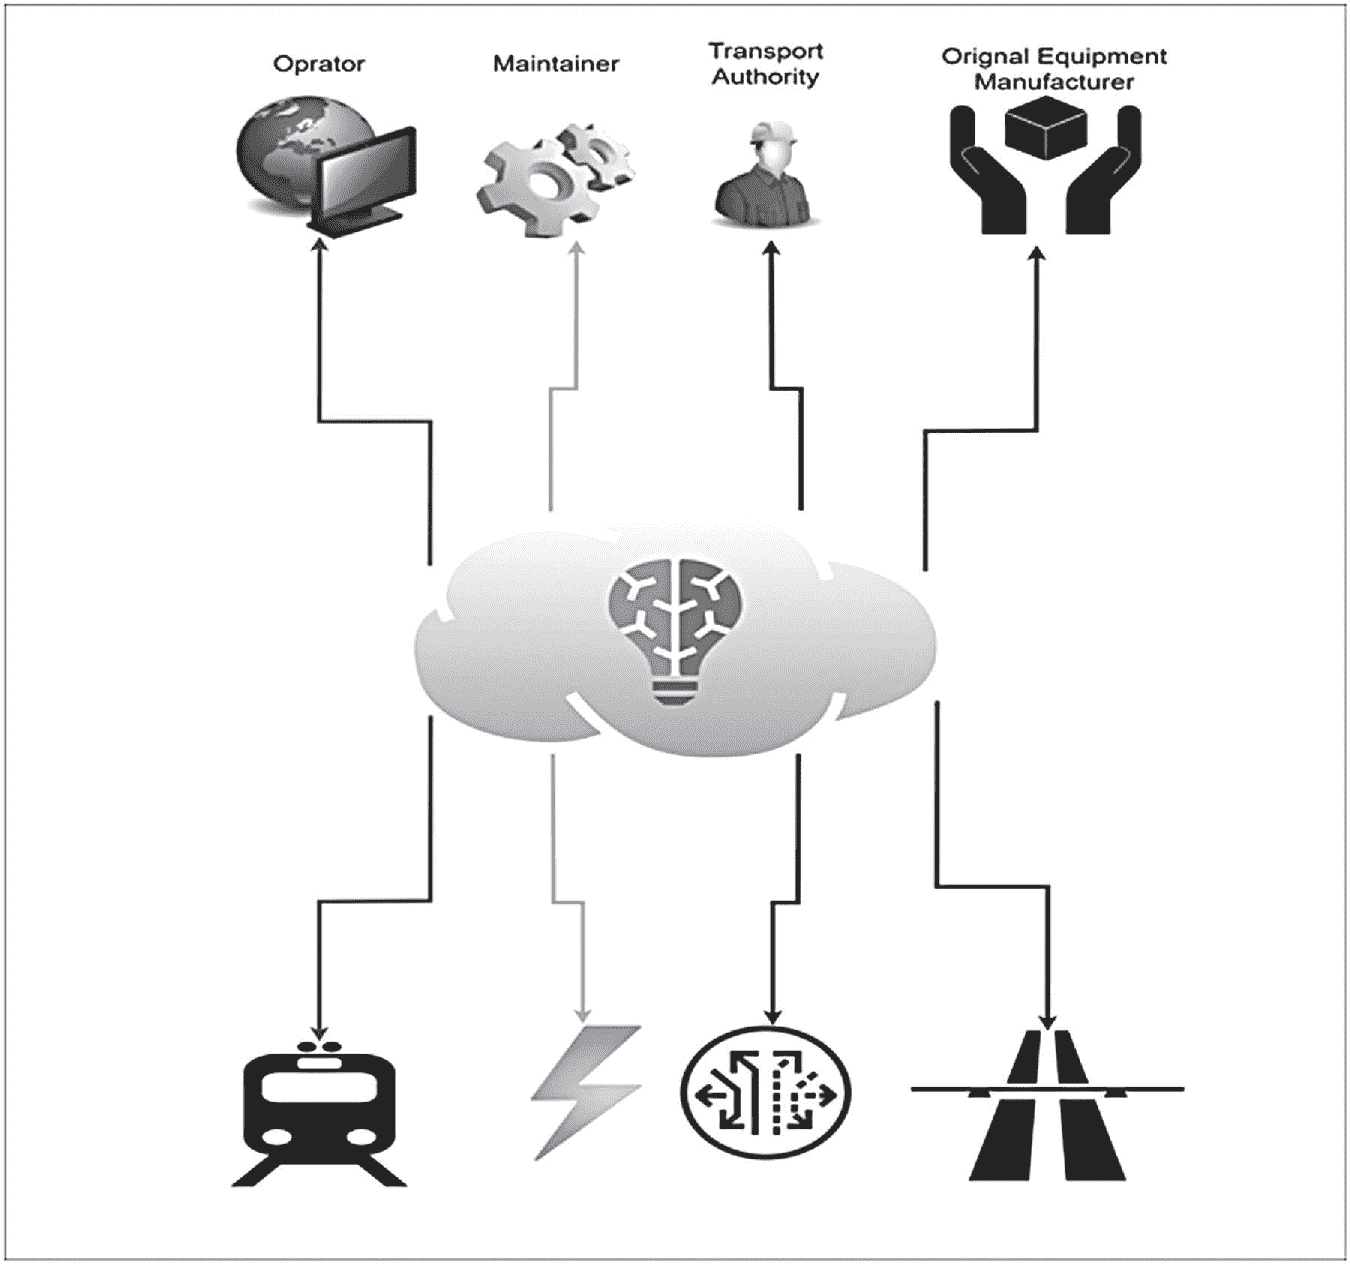 Oprator
Maintainer
Transport
Authority
Orignal Equipment
Manufacturer